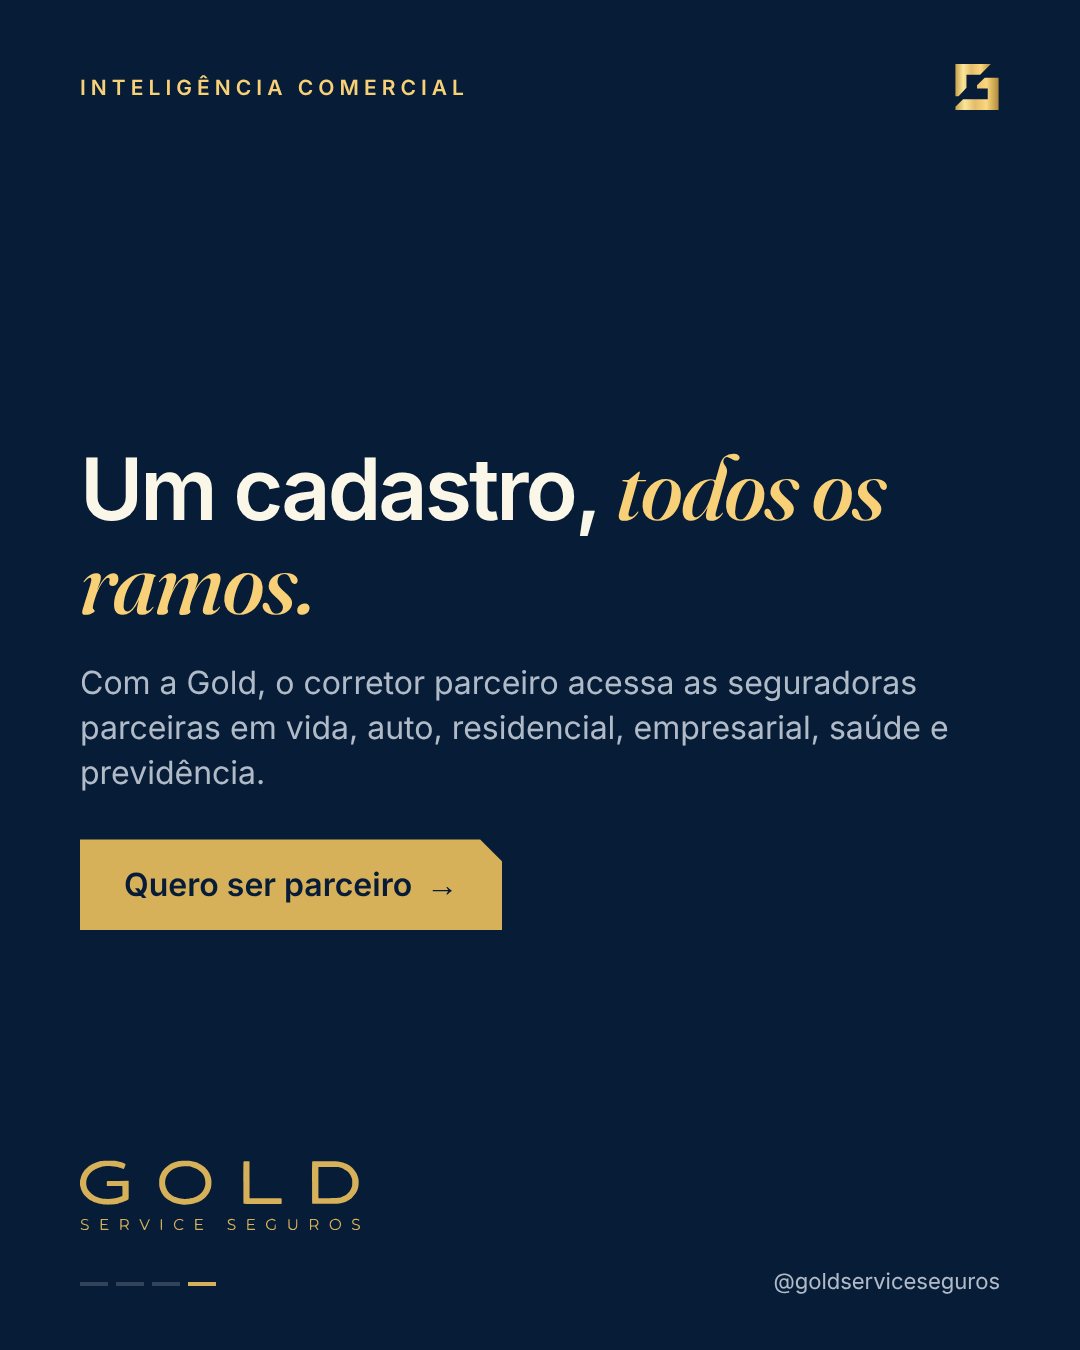 INTELIGÊNCIA COMERCIAL
Um cadastro, todos os
ramos.
Com a Gold, o corretor parceiro acessa as seguradoras
parceiras em vida, auto, residencial, empresarial, saúde e
previdência.
Quero ser parceiro →
GOLD
SERVICE SEGUROS
@goldserviceseguros